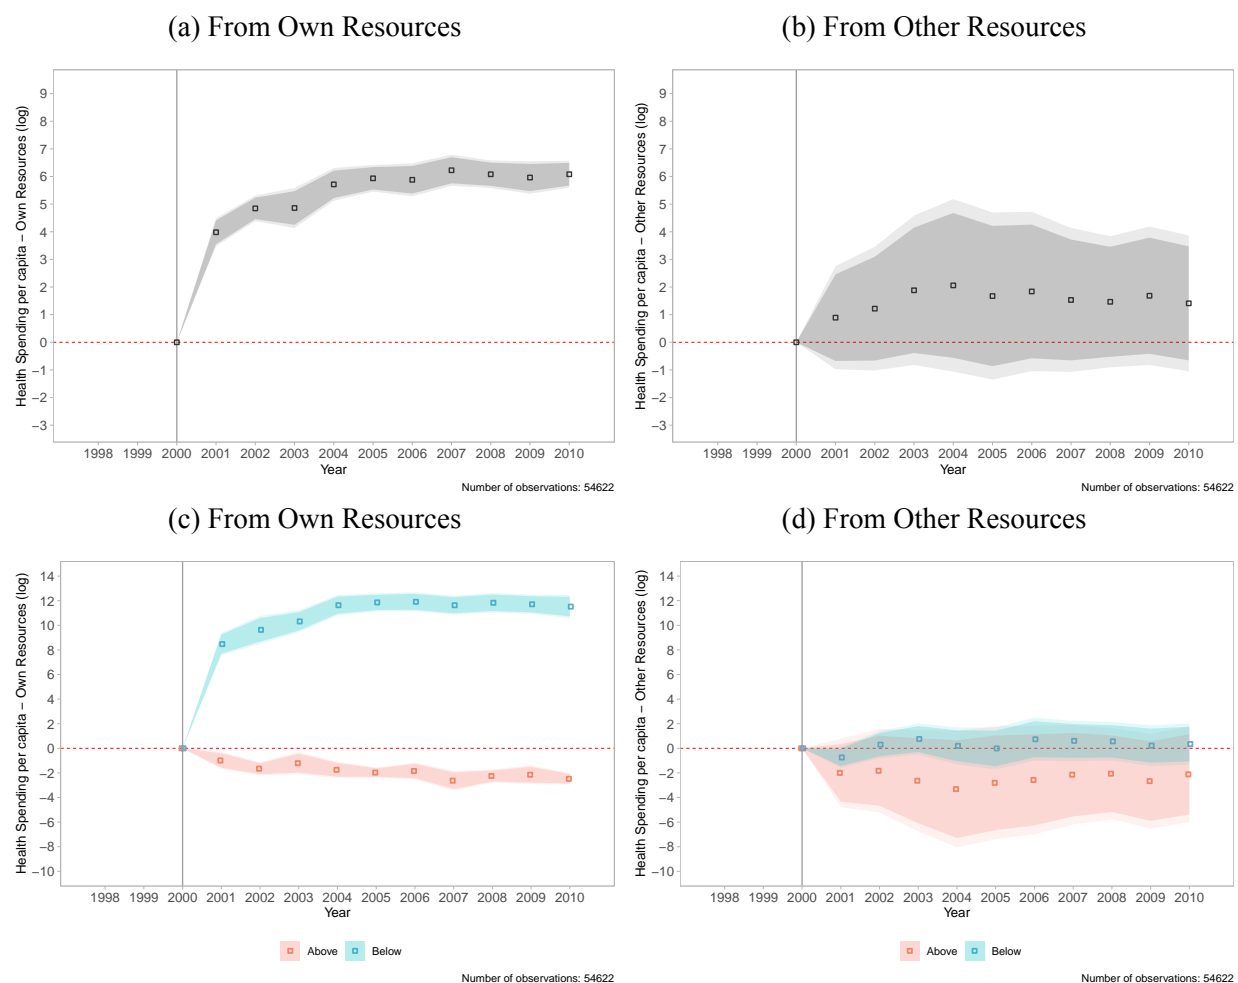 (a) From Own Resources
Health Spending per capita – Own Resources (log)
9
8
7
6
5
4
3
2
1
0
−1
−2
−3
1998 1999 2000 2001 2002 2003 2004 2005 2006 2007 2008 2009 2010
Year
Number of observations: 54622
(b) From Other Resources
Health Spending per capita – Other Resources (log)
9
8
7
6
5
4
3
2
1
0
−1
−2
−3
1998 1999 2000 2001 2002 2003 2004 2005 2006 2007 2008 2009 2010
Year
Number of observations: 54622
(c) From Own Resources
Health Spending per capita – Own Resources (log)
14
12
10
8
6
4
2
0
−2
−4
−6
−8
−10
1998 1999 2000 2001 2002 2003 2004 2005 2006 2007 2008 2009 2010
Year
Above Below
Number of observations: 54622
(d) From Other Resources
Health Spending per capita – Other Resources (log)
14
12
10
8
6
4
2
0
−2
−4
−6
−8
−10
1998 1999 2000 2001 2002 2003 2004 2005 2006 2007 2008 2009 2010
Year
Above Below
Number of observations: 54622